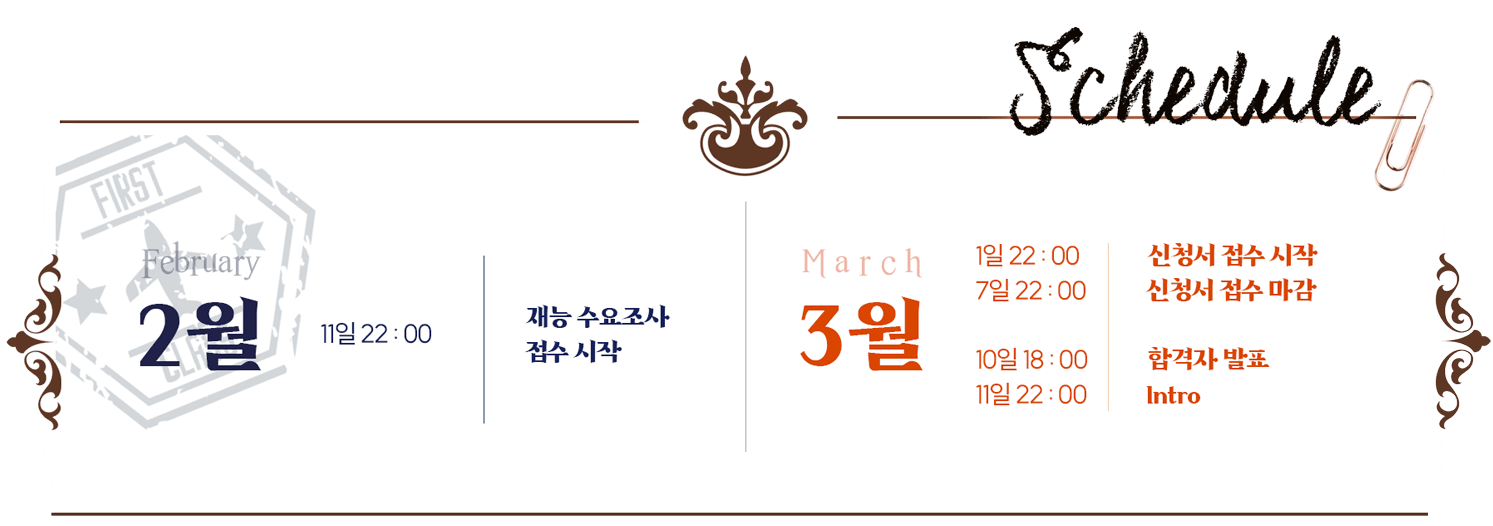 Schedule
FIRST
February
2월
11일 22 : 00
재능 수요조사
접수 시작
March
3월
1일 22 : 00 신청서 접수 시작
7일 22 : 00 신청서 접수 마감
10일 18 : 00 합격자 발표
11일 22 : 00 Intro